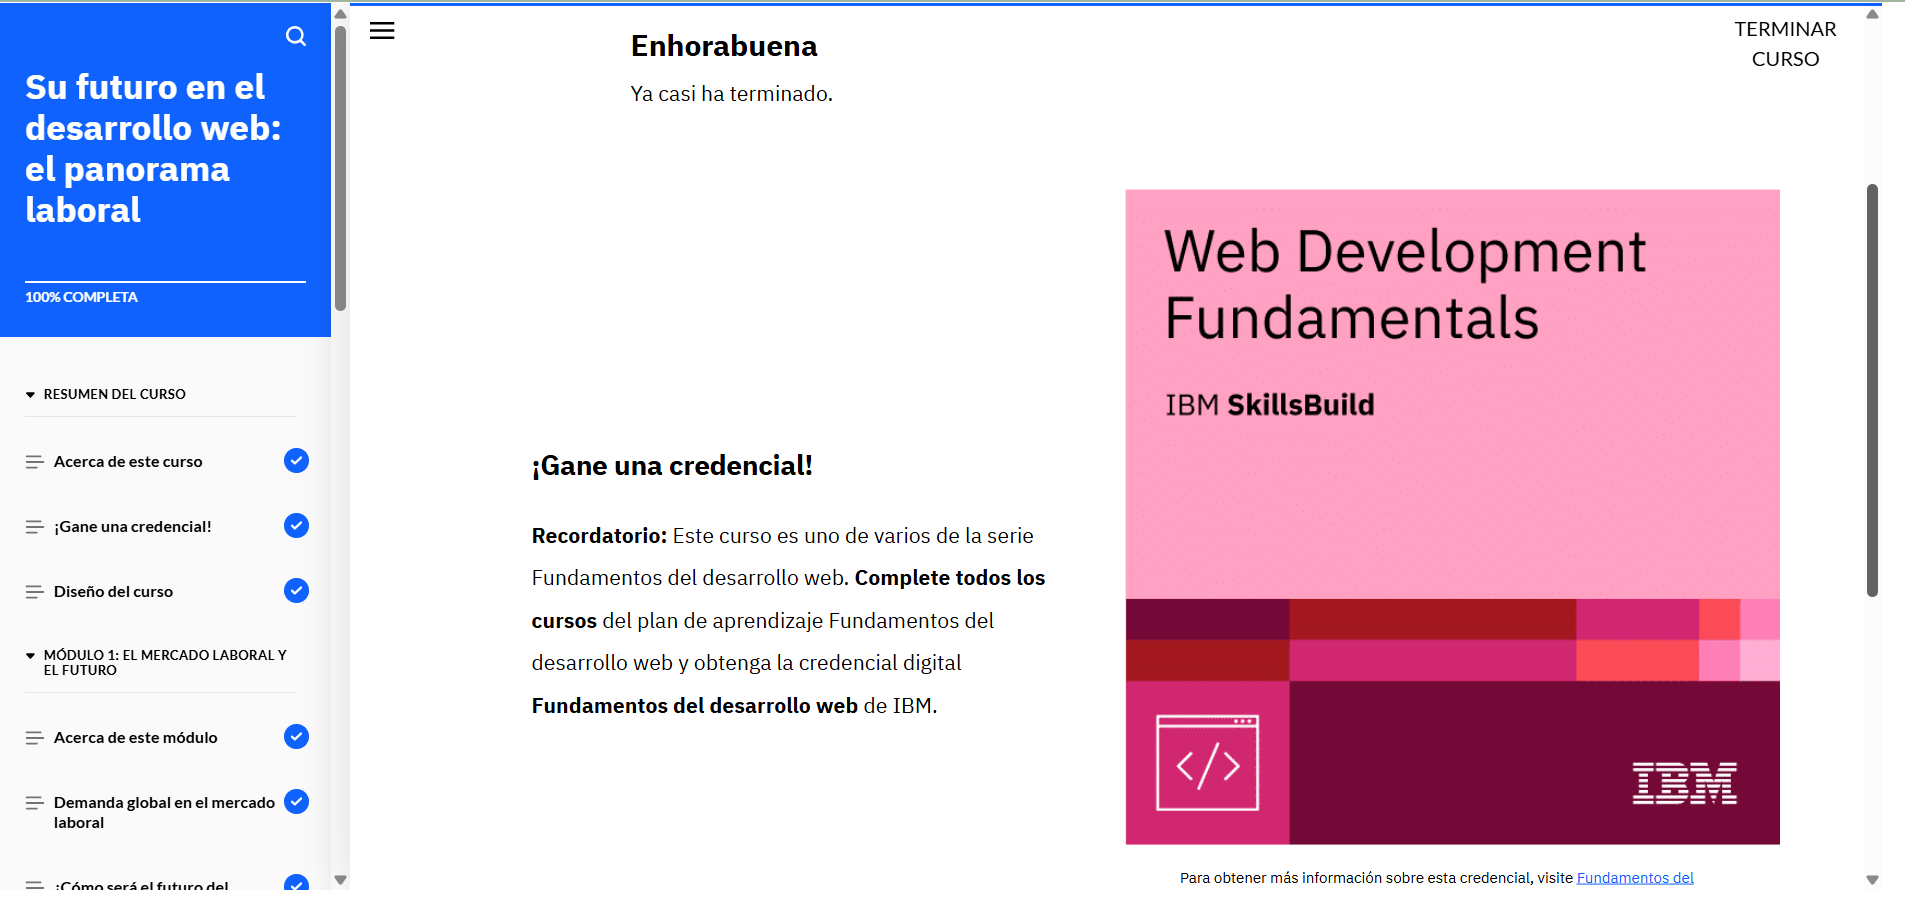 Su futuro en el
desarrollo web:
el panorama
laboral
100% COMPLETA
RESUMEN DEL CURSO
Acerca de este curso
¡Gane una credencial!
Diseño del curso
MÓDULO 1: EL MERCADO LABORAL Y
EL FUTURO
Acerca de este módulo
Demanda global en el mercado
laboral
¿Cómo será el futuro del
TERMINAR
CURSO
Enhorabuena
Ya casi ha terminado.
¡Gane una credencial!
Recordatorio: Este curso es uno de varios de la serie
Fundamentos del desarrollo web. Complete todos los
cursos del plan de aprendizaje Fundamentos del
desarrollo web y obtenga la credencial digital
Fundamentos del desarrollo web de IBM.
Web Development
Fundamentals
IBM SkillsBuild
</>
IBM
Para obtener más información sobre esta credencial, visite Fundamentos del